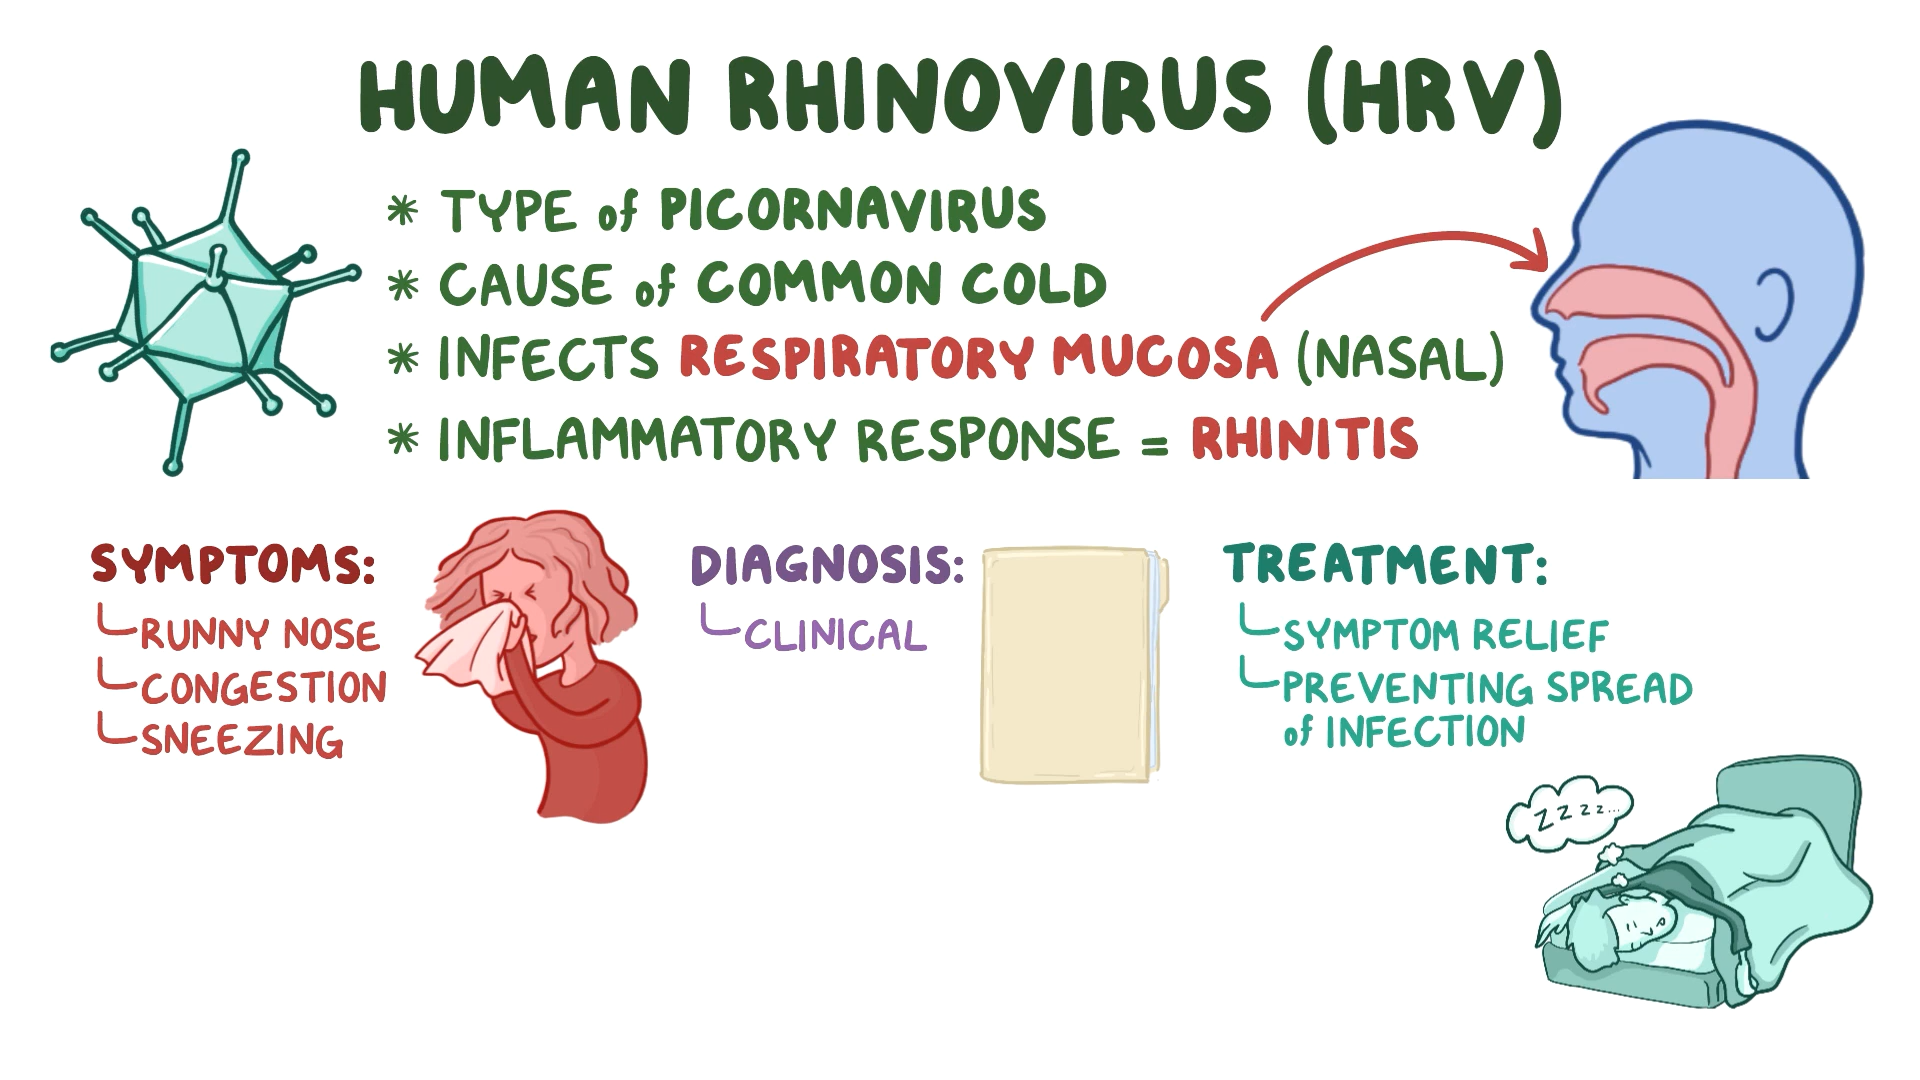 HUMAN RHINOVIRUS (HRV)
* TYPE of PICORNAVIRUS
* CAUSE of COMMON COLD
* INFECTS RESPIRATORY MUCOSA (NASAL)
* INFLAMMATORY RESPONSE = RHINITIS
SYMPTOMS:
RUNNY NOSE
CONGESTION
SNEEZING
DIAGNOSIS:
CLINICAL
TREATMENT:
SYMPTOM RELIEF
PREVENTING SPREAD
of INFECTION
ZZZZ...